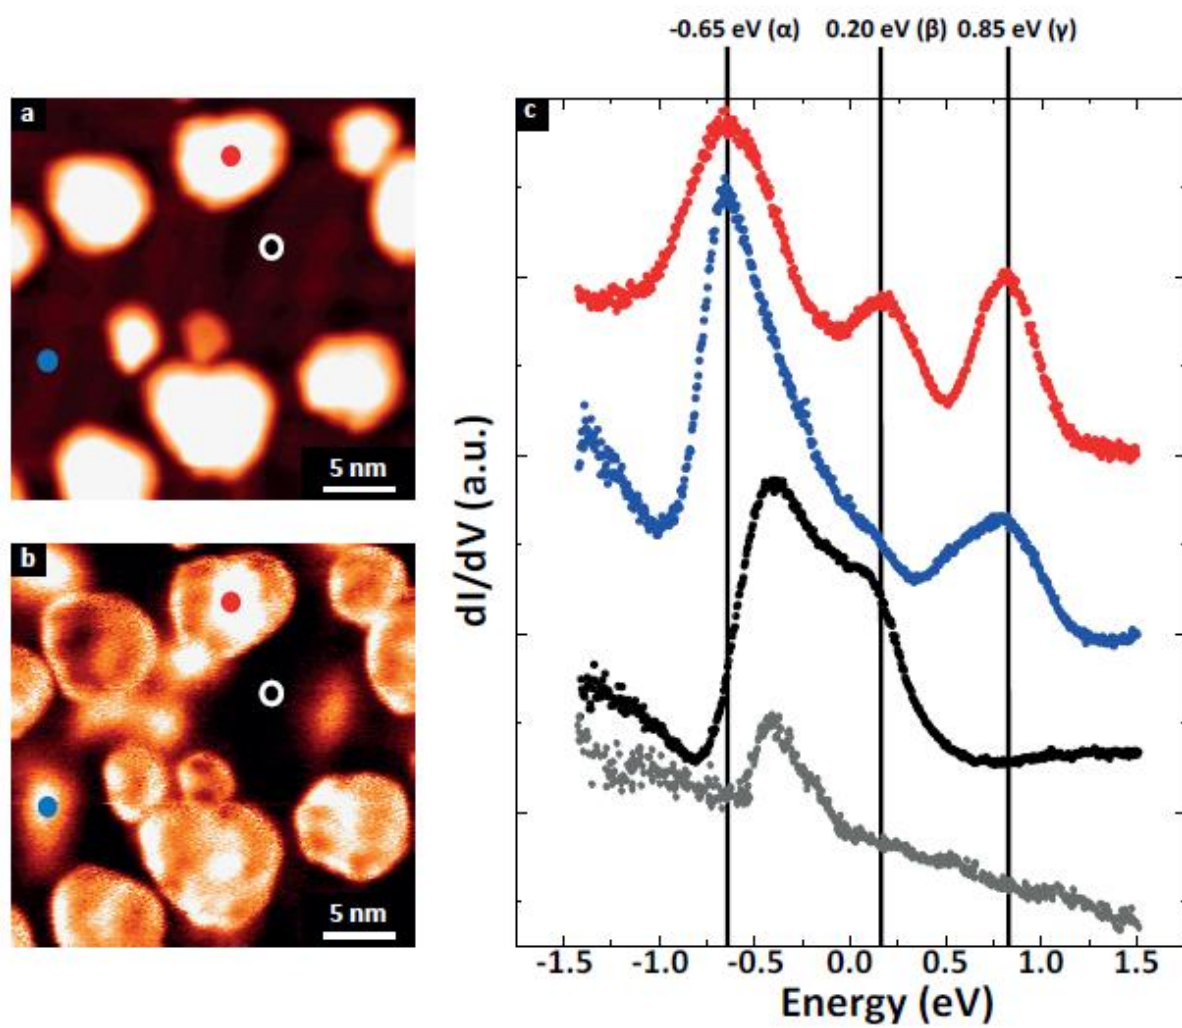 -0.65 eV (α) 0.20 eV (β) 0.85 eV (γ)
a
5 nm
b
5 nm
c
dI/dV (a.u.)
-1.5 -1.0 -0.5 0.0 0.5 1.0 1.5
Energy (eV)